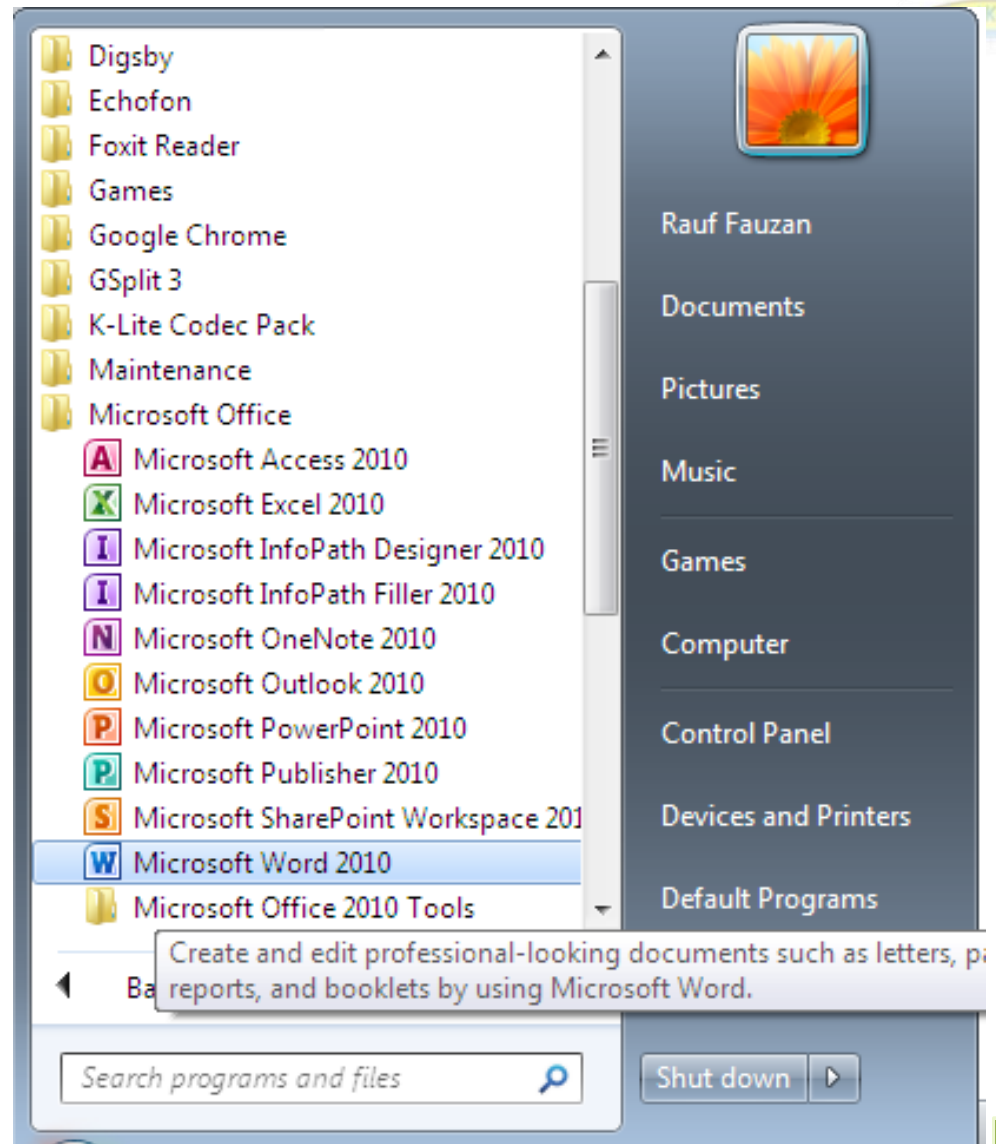 Digsby
Echofon
Foxit Reader
Games
Google Chrome
GSplit 3
K-Lite Codec Pack
Maintenance
Microsoft Office
Microsoft Access 2010
Microsoft Excel 2010
Microsoft InfoPath Designer 2010
Microsoft InfoPath Filler 2010
Microsoft OneNote 2010
Microsoft Outlook 2010
Microsoft PowerPoint 2010
Microsoft Publisher 2010
Microsoft SharePoint Workspace 201
Microsoft Word 2010
Microsoft Office 2010 Tools
Create and edit professional-looking documents such as letters,
reports, and booklets by using Microsoft Word.
Search programs and files
Rauf Fauzan
Documents
Pictures
Music
Games
Computer
Control Panel
Devices and Printers
Default Programs
Shut down